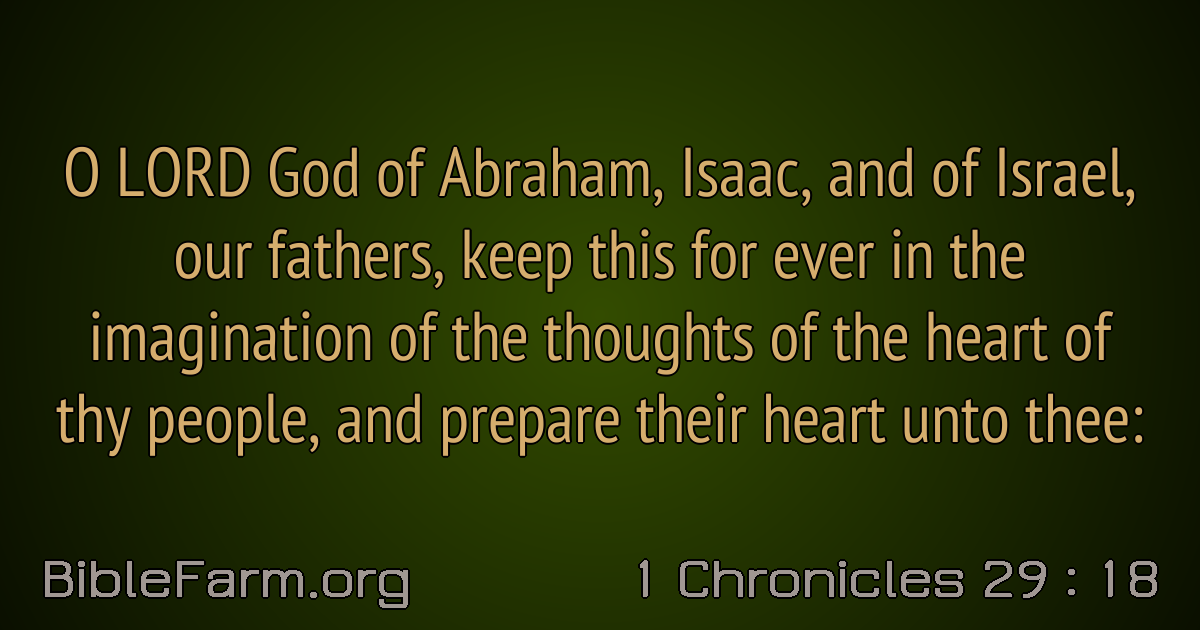 O LORD God of Abraham, Isaac, and of Israel,
our fathers, keep this for ever in the
imagination of the thoughts of the heart of
thy people, and prepare their heart unto thee:
BibleFarm.org
1 Chronicles 29 : 18